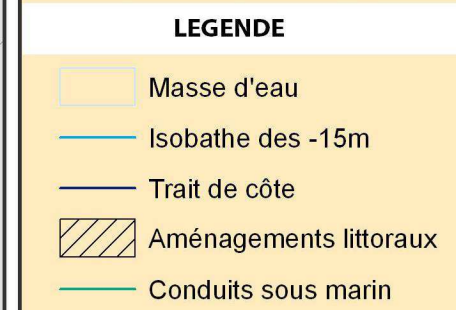 LEGENDE
Masse d'eau
Isobathe des -15m
Trait de côte
Aménagements littoraux
Conduits sous marin